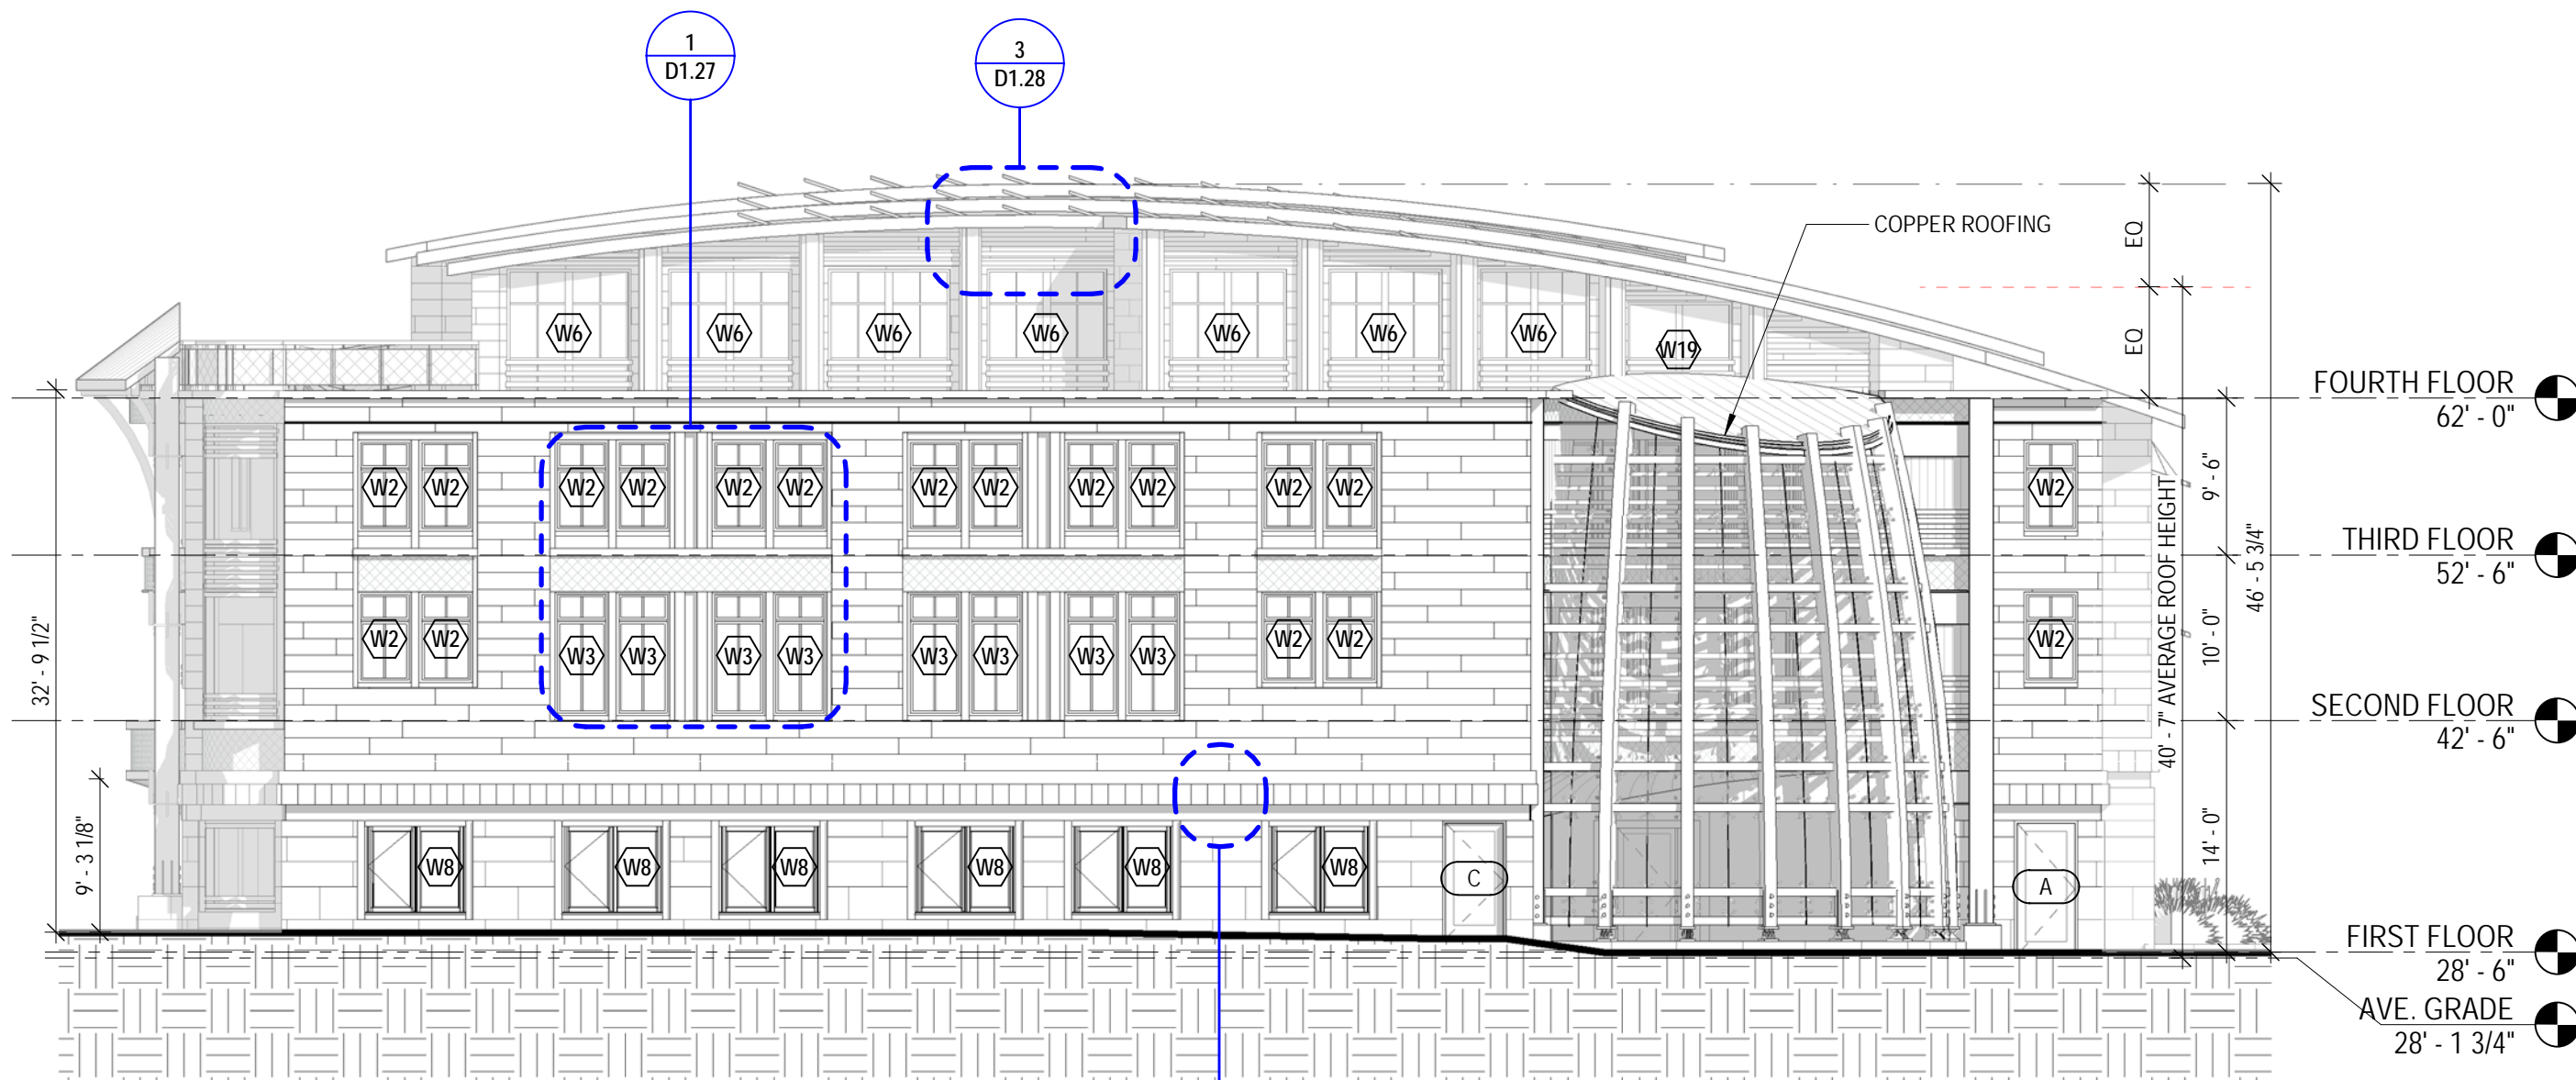 1
D1.27
3
D1.28
COPPER ROOFING
EQ
EQ
W6 W6 W6 W6 W6 W6 W6 W19
FOURTH FLOOR
62' - 0"
W2 W2 W2 W2 W2 W2 W2 W2 W2 W2 W2 W2 W2
9' - 6"
THIRD FLOOR
52' - 6"
46' - 5 3/4"
40' - 7" AVERAGE ROOF HEIGHT
10' - 0"
32' - 9 1/2"
W2 W2 W3 W3 W3 W3 W3 W3 W3 W3 W2 W2 W2
SECOND FLOOR
42' - 6"
14' - 0"
9' - 3 1/8"
W8 W8 W8 W8 W8 W8 C A
FIRST FLOOR
28' - 6"
AVE. GRADE
28' - 1 3/4"